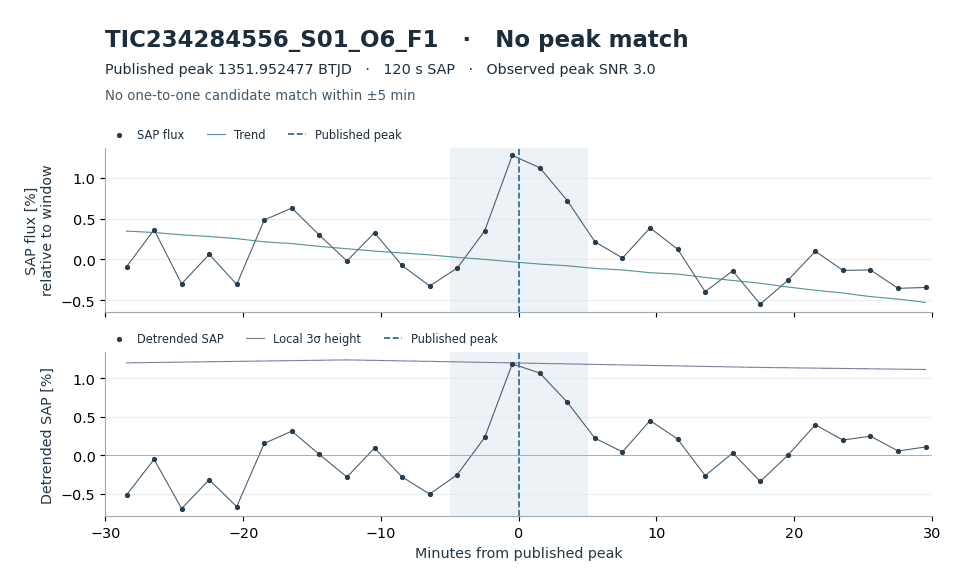 TIC234284556_S01_O6_F1 · No peak match
Published peak 1351.952477 BTJD · 120 s SAP · Observed peak SNR 3.0
No one-to-one candidate match within ±5 min
SAP flux Trend Published peak
SAP flux [%]
relative to window
1.0
0.5
0.0
−0.5
Detrended SAP Local 3σ height Published peak
Detrended SAP [%]
1.0
0.5
0.0
−0.5
−30 −20 −10 0 10 20 30
Minutes from published peak